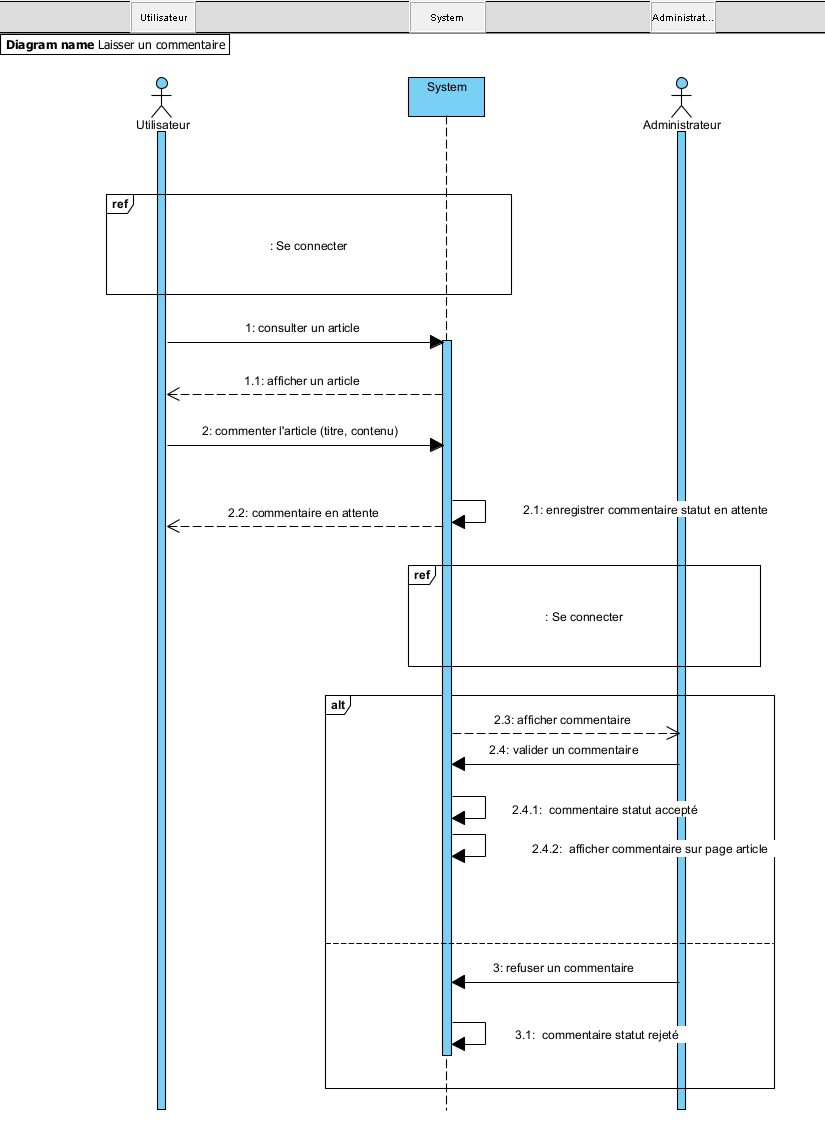 Utilisateur
System
Administrat...
Diagram name Laisser un commentaire
System
Utilisateur
Administrateur
ref
: Se connecter
1: consulter un article
1.1: afficher un article
2: commenter l'article (titre, contenu)
2.1: enregistrer commentaire statut en attente
2.2: commentaire en attente
ref
: Se connecter
alt
2.3: afficher commentaire
2.4: valider un commentaire
2.4.1: commentaire statut accepté
2.4.2: afficher commentaire sur page article
3: refuser un commentaire
3.1: commentaire statut rejeté